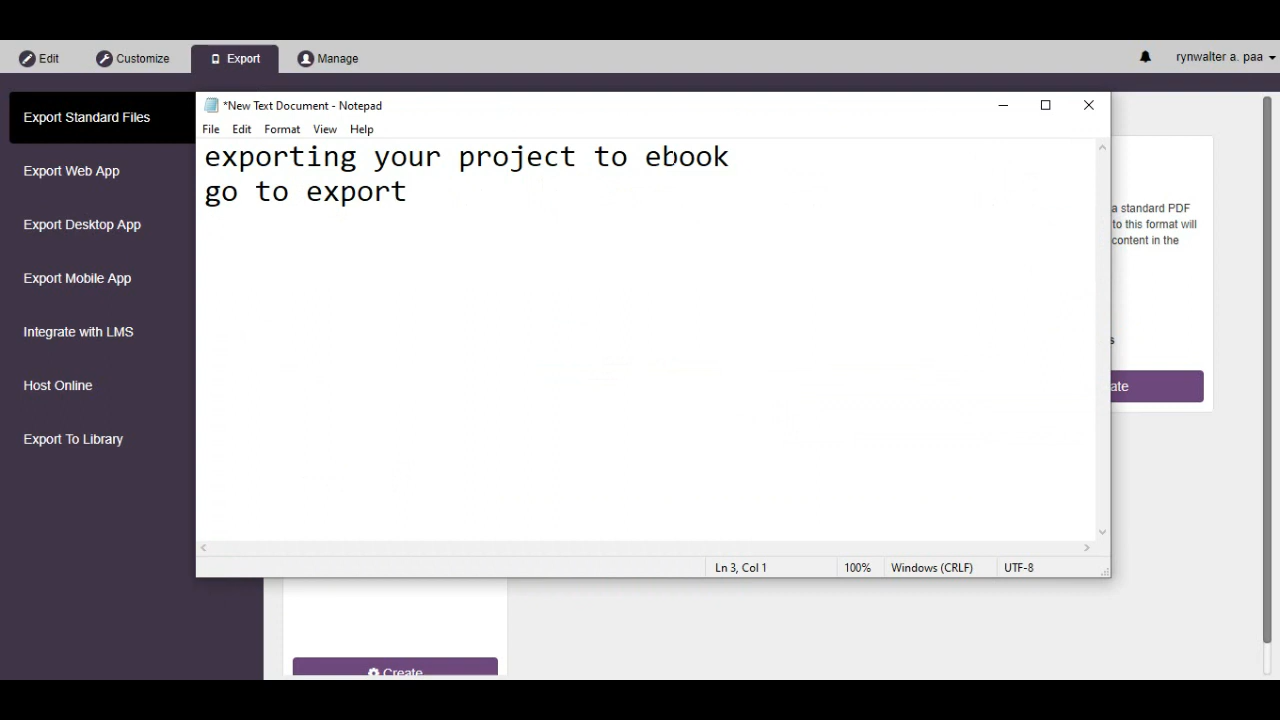 Edit
Customize
Export
Manage
rynwalter a. paa
Export Standard Files
Export Web App
Export Desktop App
Export Mobile App
Integrate with LMS
Host Online
Export To Library
*New Text Document - Notepad
File Edit Format View Help
exporting your project to ebook
go to export
Ln 3, Col 1
100%
Windows (CRLF)
UTF-8
a standard PDF
to this format will
content in the
s
ate
Create